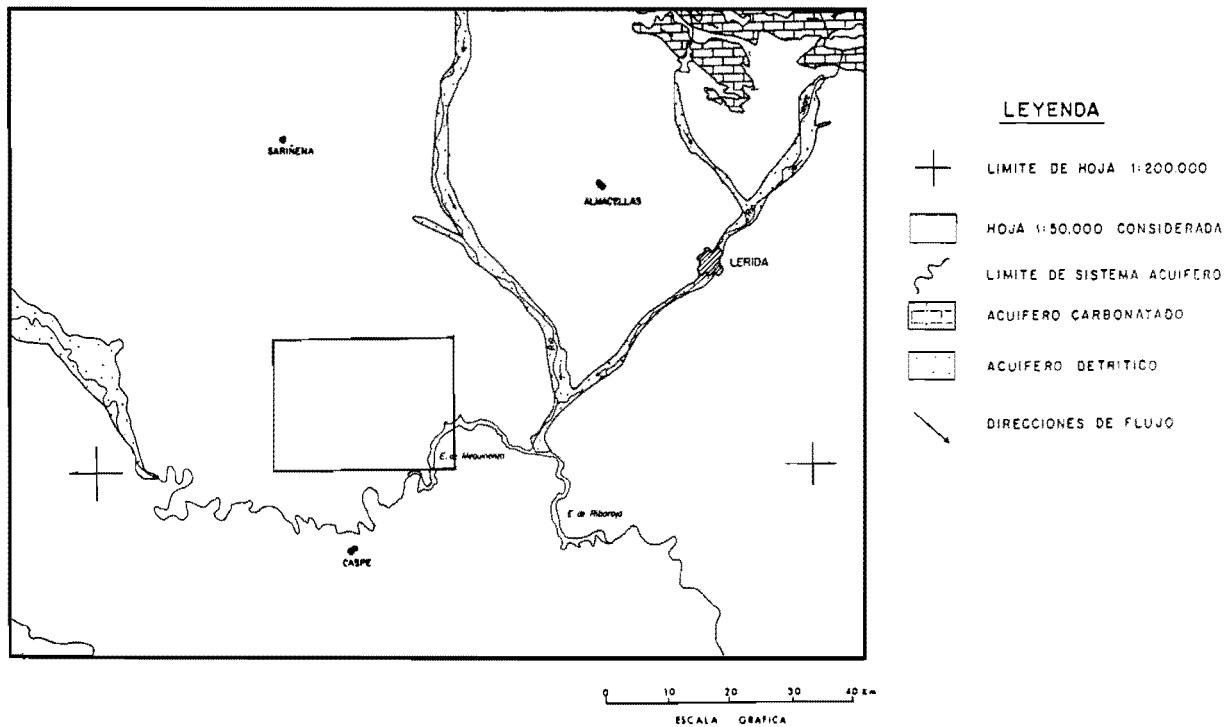 SARIÑENA
ALMACELLAS
LERIDA
E. de Mequinenza
E. de Ribaroja
CASPE
LEYENDA
LIMITE DE HOJA 1:200.000
HOJA 1:50.000 CONSIDERADA
LIMITE DE SISTEMA ACUIFERO
ACUIFERO CARBONATADO
ACUIFERO DETRITICO
DIRECCIONES DE FLUJO
0 10 20 30 40 Km
ESCALA GRAFICA